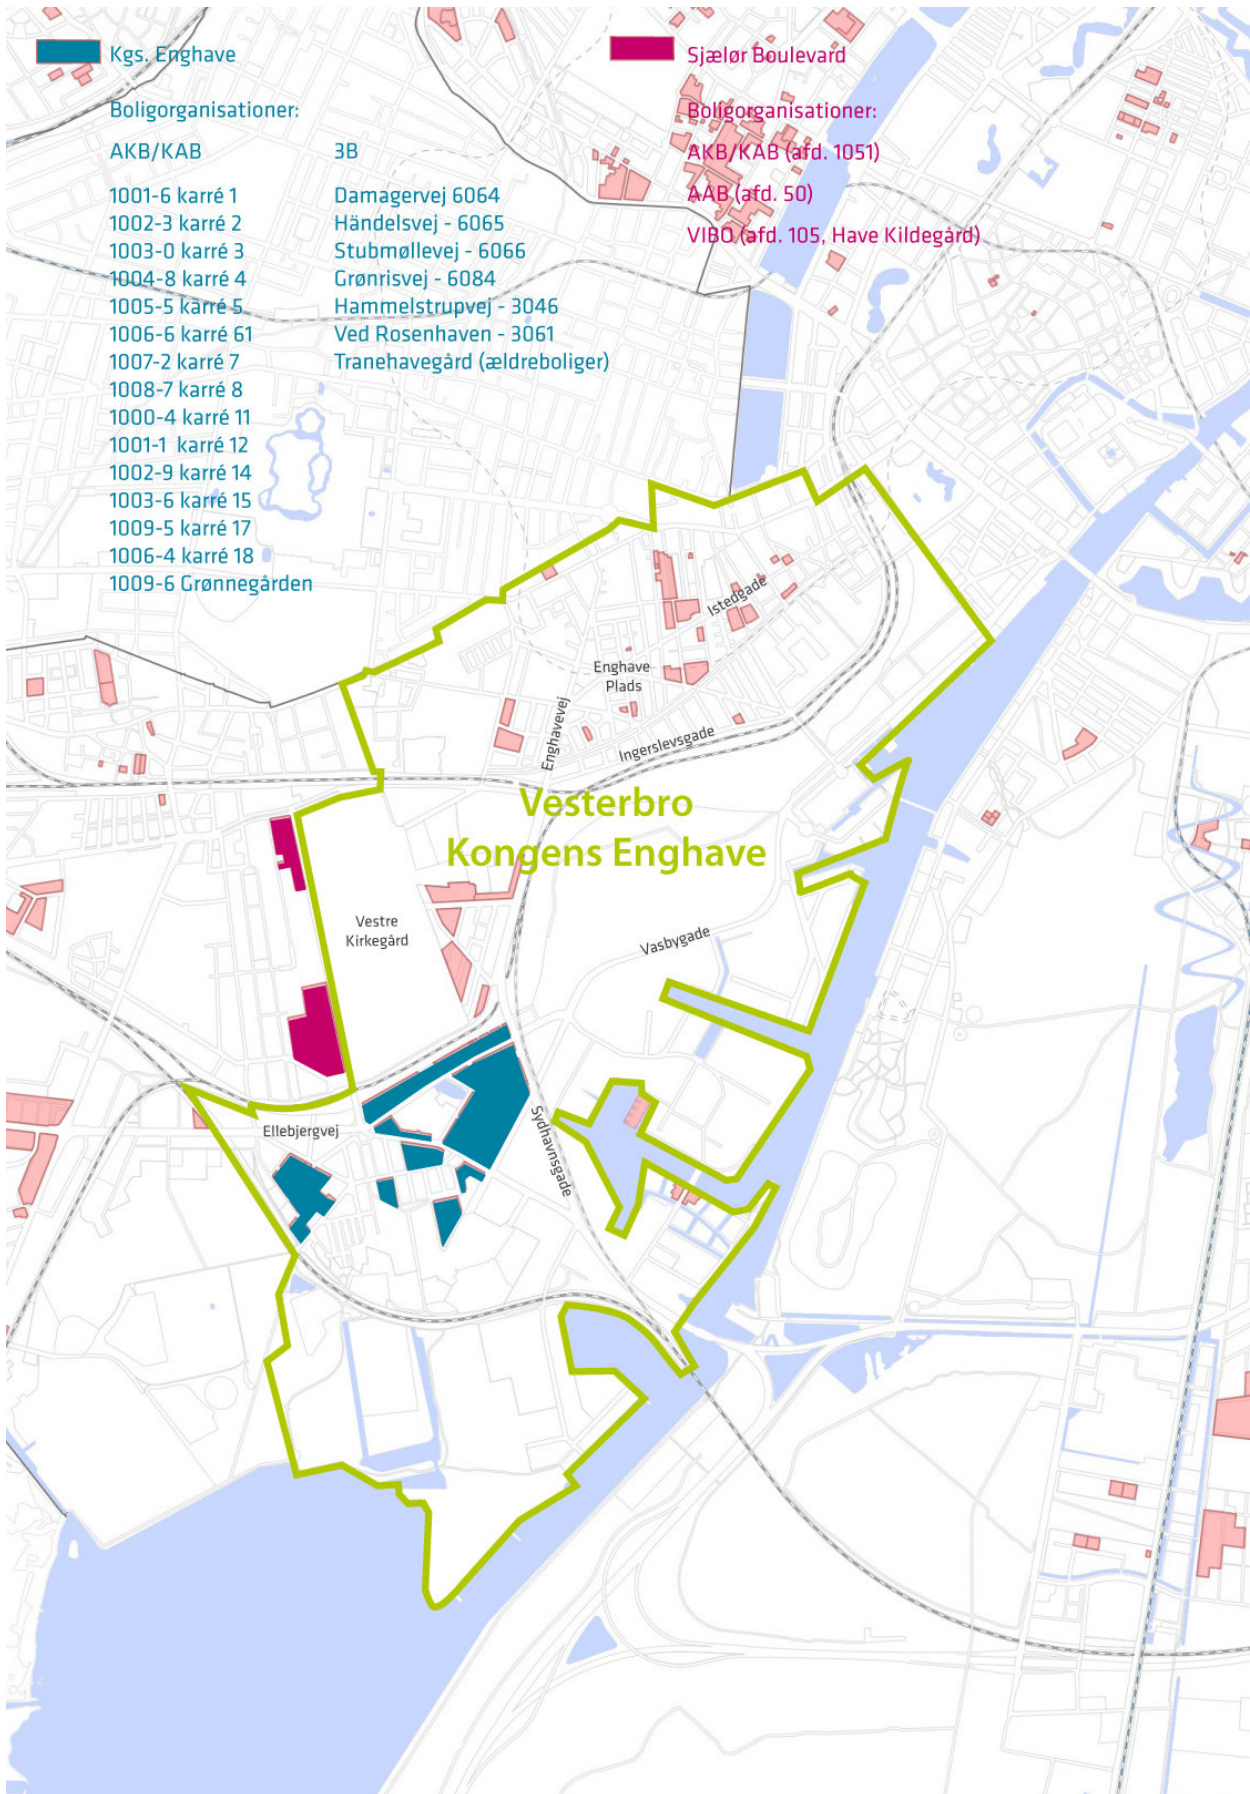 Kgs. Enghave
Boligorganisationer:
AKB/KAB
1001-6 karré 1
1002-3 karré 2
1003-0 karré 3
1004-8 karré 4
1005-5 karré 5
1006-6 karré 61
1007-2 karré 7
1008-7 karré 8
1000-4 karré 11
1001-1 karré 12
1002-9 karré 14
1003-6 karré 15
1009-5 karré 17
1006-4 karré 18
1009-6 Grønnegården
3B
Damagervej 6064
Händelsvej - 6065
Stubmøllevej - 6066
Grønrisvej - 6084
Hammelstrupvej - 3046
Ved Rosenhaven - 3061
Tranehavegård (ældreboliger)
Sjælør Boulevard
Boligorganisationer:
AKB/KAB (afd. 1051)
AAB (afd. 50)
VIBO (afd. 105, Have Kildegård)
Istedgade
Enghave
Plads
Enghavevej
Ingerslevsgade
Vesterbro
Kongens Enghave
Vestre
Kirkegård
Vasbygade
Ellebjergvej
Sydhavnsgade